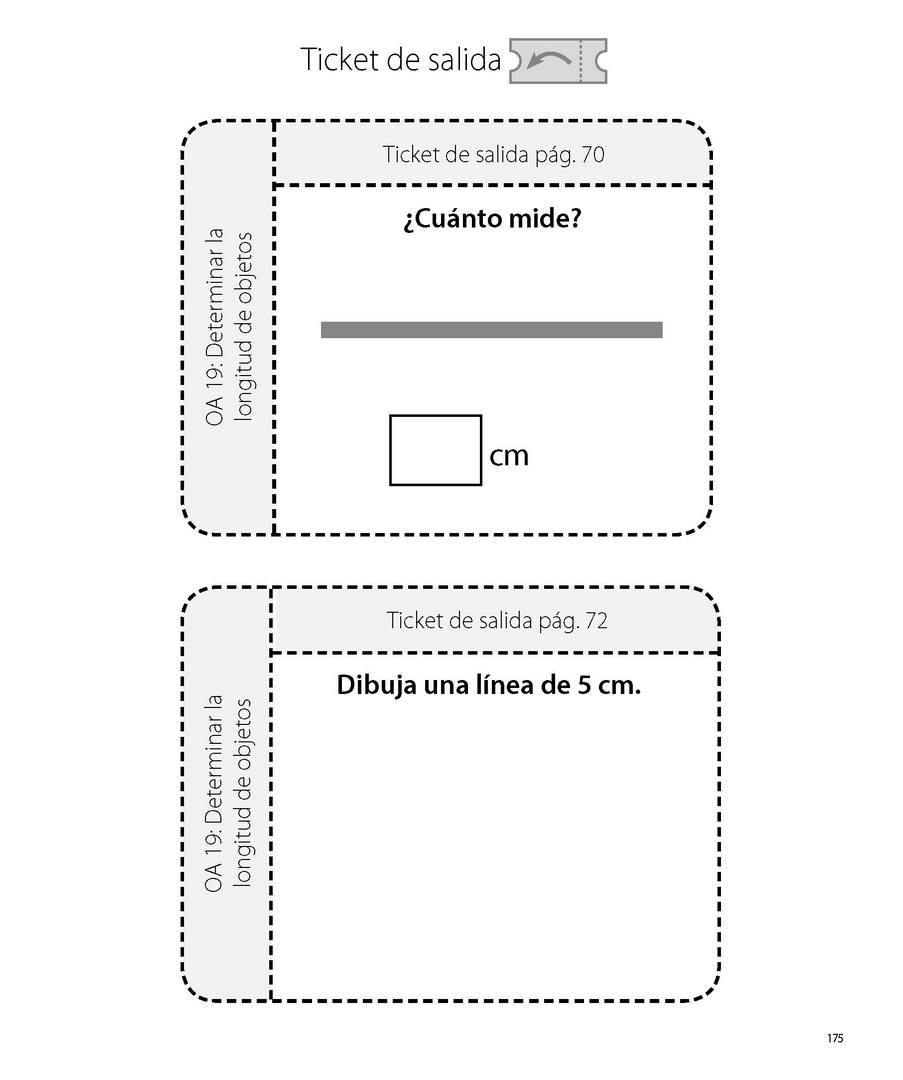 Ticket de salida
Ticket de salida pág. 70
OA 19: Determinar la
longitud de objetos
¿Cuánto mide?
cm
Ticket de salida pág. 72
OA 19: Determinar la
longitud de objetos
Dibuja una línea de 5 cm.
175